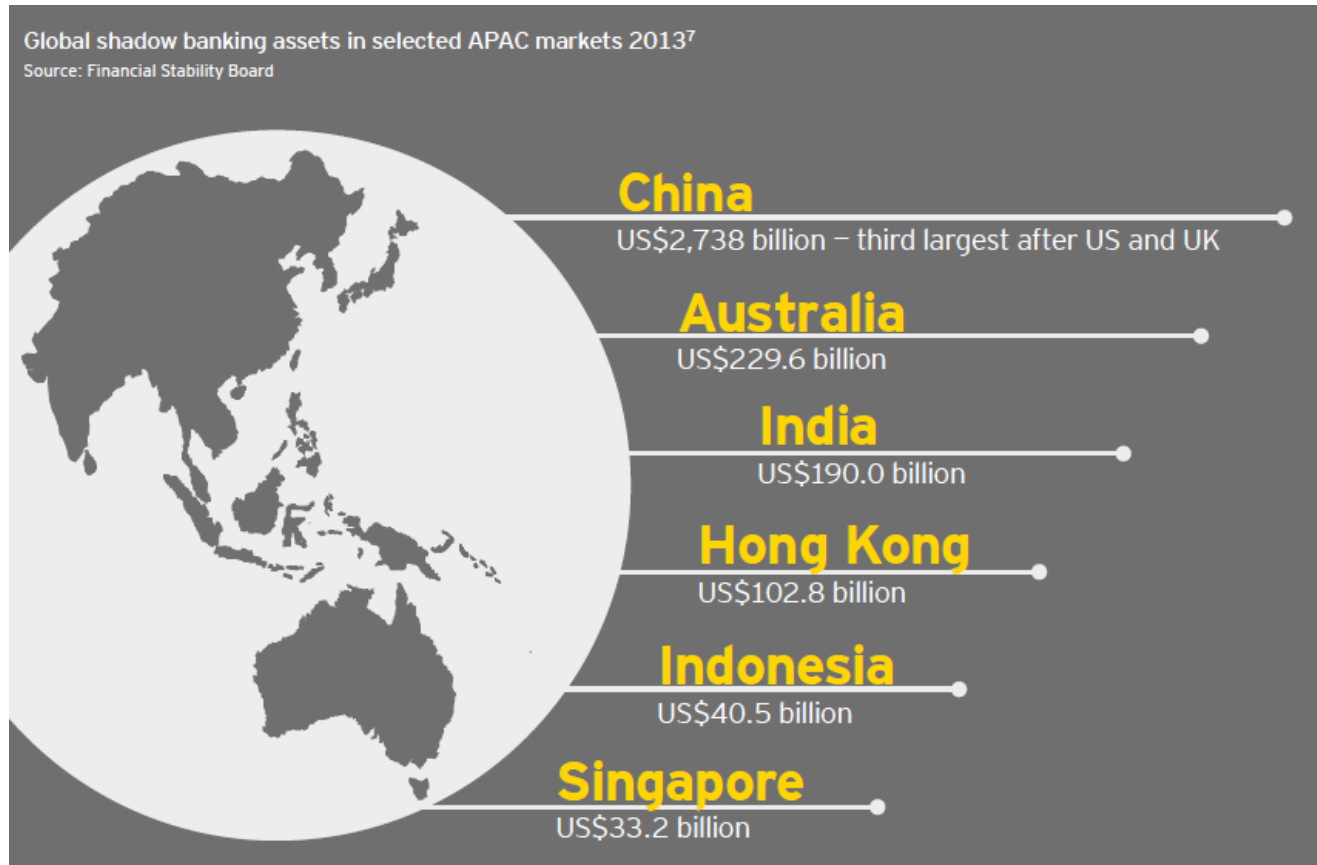 Global shadow banking assets in selected APAC markets 2013⁷
Source: Financial Stability Board
China
US$2,738 billion – third largest after US and UK
Australia
US$229.6 billion
India
US$190.0 billion
Hong Kong
US$102.8 billion
Indonesia
US$40.5 billion
Singapore
US$33.2 billion